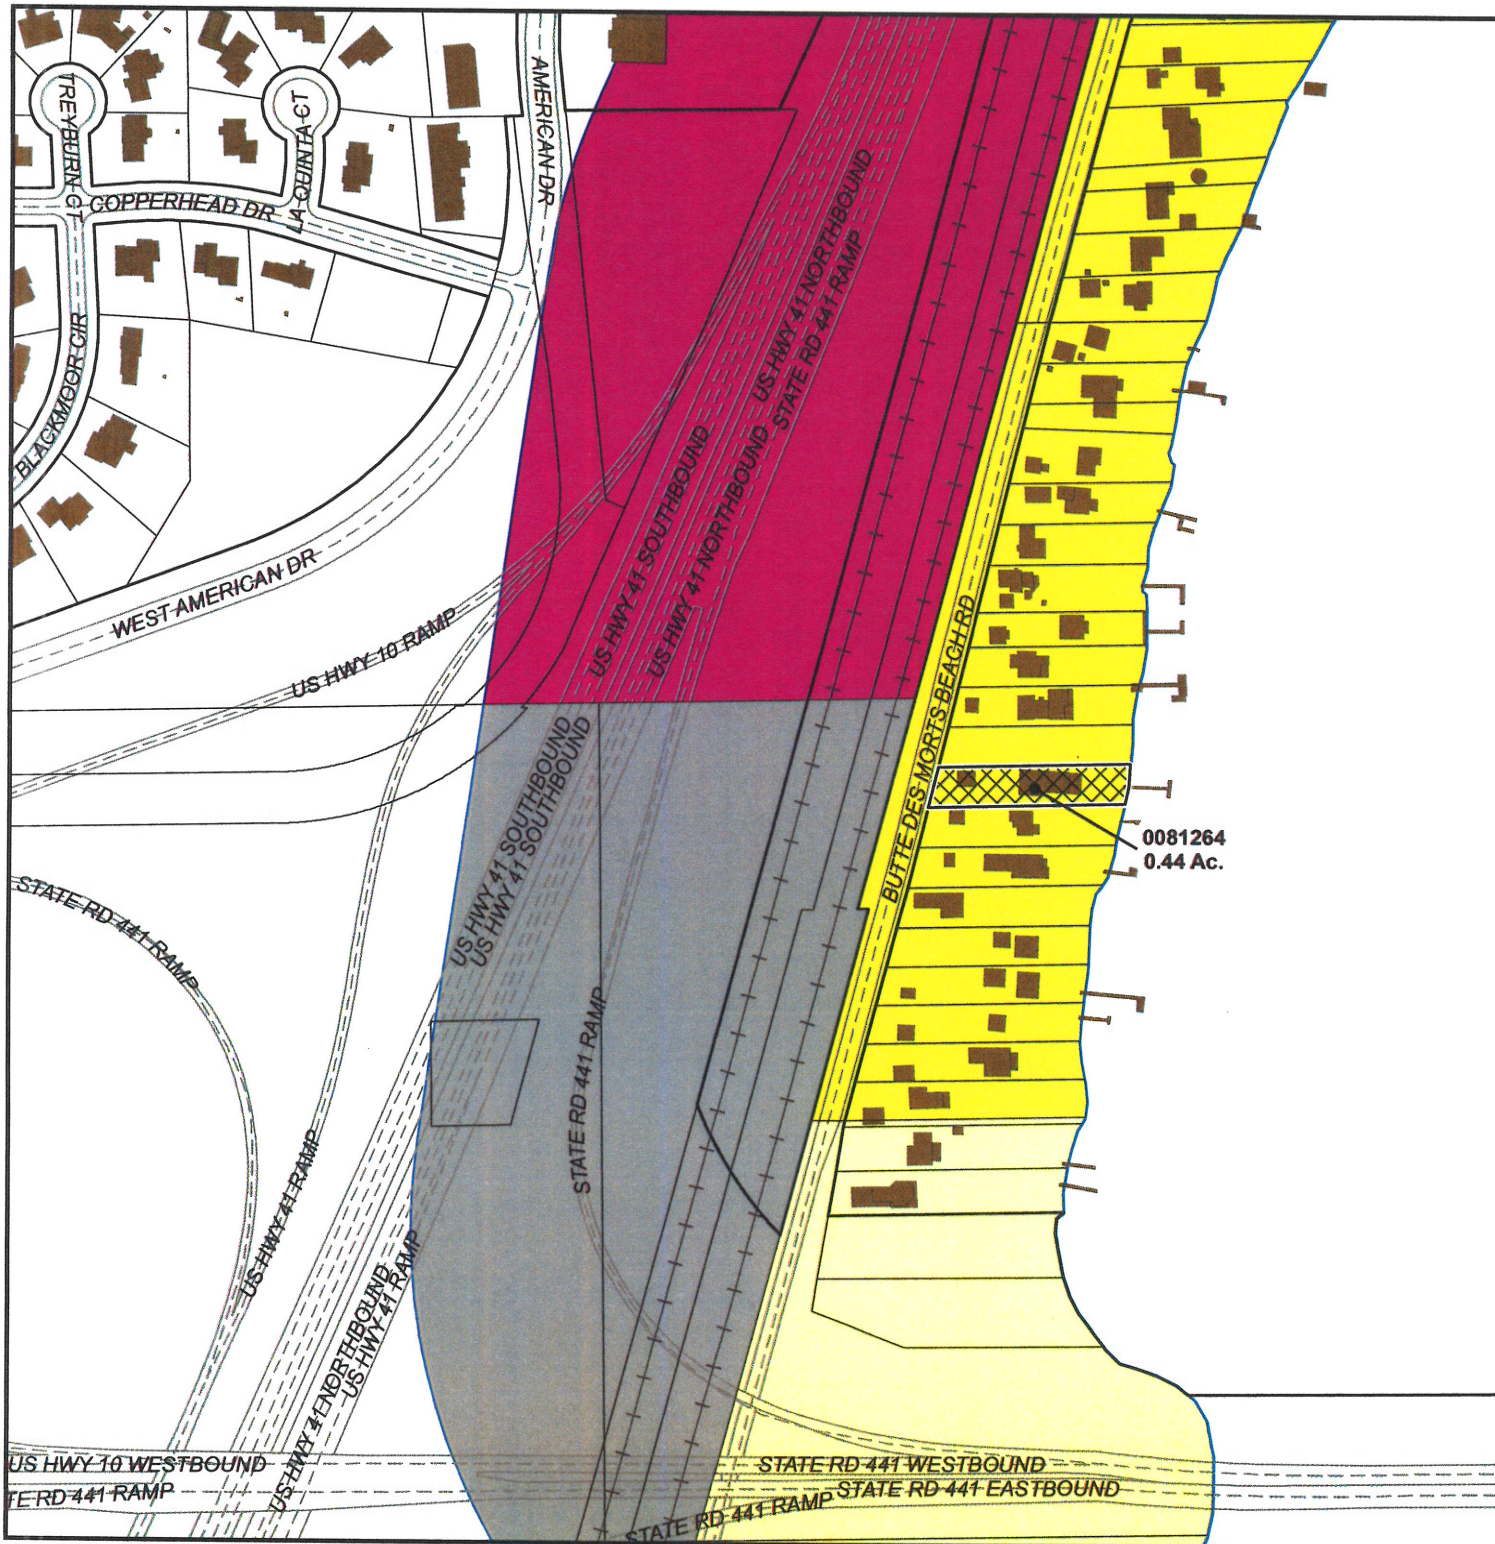 TREYBURN CT
LA QUINTA CT
AMERICAN DR
COPPERHEAD DR
BLACKMOOR CIR
WEST AMERICAN DR
US HWY 10 RAMP
US HWY 41 NORTHBOUND
STATE RD 441 RAMP
US HWY 41 SOUTHBOUND
US HWY 41 NORTHBOUND
BUTTE DES MORTS BEACH RD
US HWY 41 SOUTHBOUND
US HWY 41 SOUTHBOUND
0081264
0.44 Ac.
STATE RD 441 RAMP
STATE RD 441 RAMP
US HWY 41 RAMP
US HWY 41 NORTHBOUND
US HWY 41 RAMP
US HWY 10 WESTBOUND
TE RD 441 RAMP
STATE RD 441 WESTBOUND
STATE RD 441 EASTBOUND
STATE RD 441 RAMP